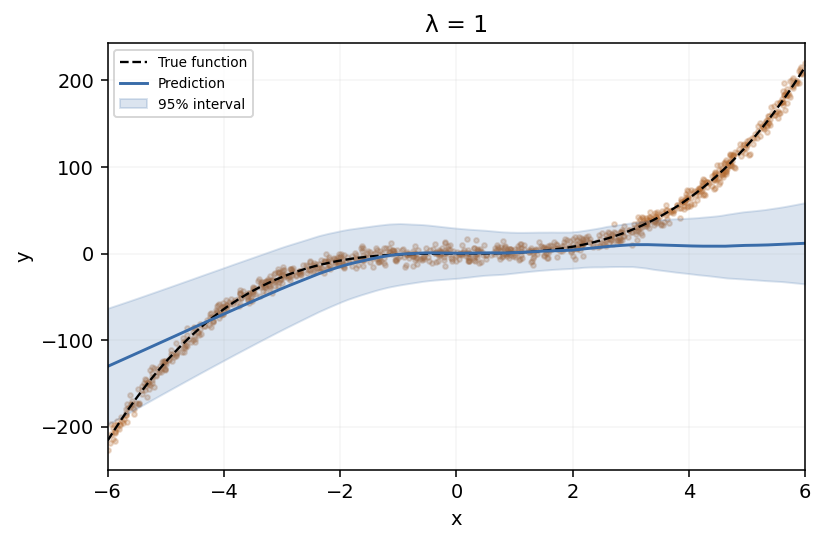 λ = 1
True function
Prediction
95% interval
y
200
100
0
−100
−200
−6
−4
−2
0
2
4
6
x